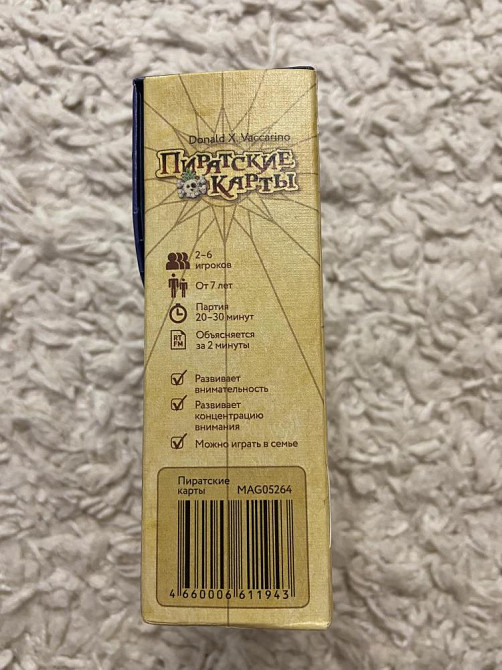 Donald X. Vaccarino
ПИРАТСКИЕ
КАРТЫ
2–6
игроков
От 7 лет
Партия
20–30 минут
RT
FM
Объясняется
за 2 минуты
Развивает
внимательность
Развивает
концентрацию
внимания
Можно играть в семье
Пиратские
карты MAG05264
4 660006 611943